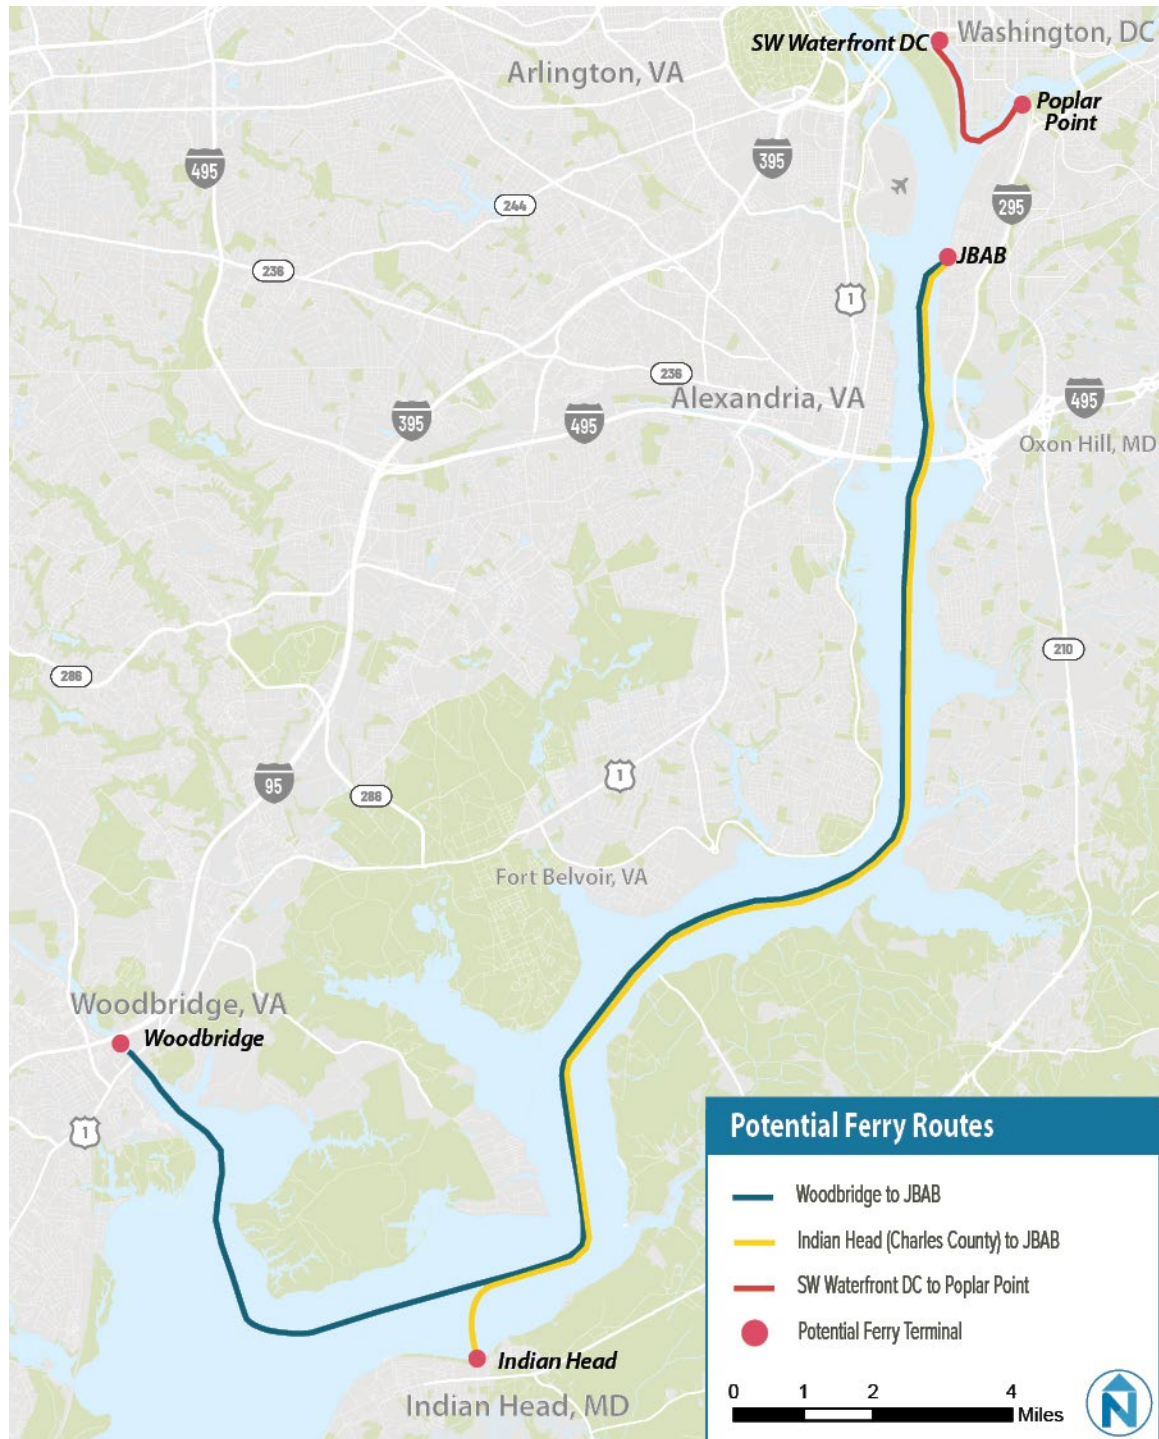 SW Waterfront DC
Washington, DC
Arlington, VA
Poplar
Point
495
395
244
295
236
JBAB
1
236
Alexandria, VA
495
395
495
Oxon Hill, MD
210
286
1
95
286
Fort Belvoir, VA
Woodbridge, VA
Woodbridge
1
Potential Ferry Routes
Woodbridge to JBAB
Indian Head (Charles County) to JBAB
SW Waterfront DC to Poplar Point
Potential Ferry Terminal
Indian Head
Indian Head, MD
0 1 2 4
Miles
N